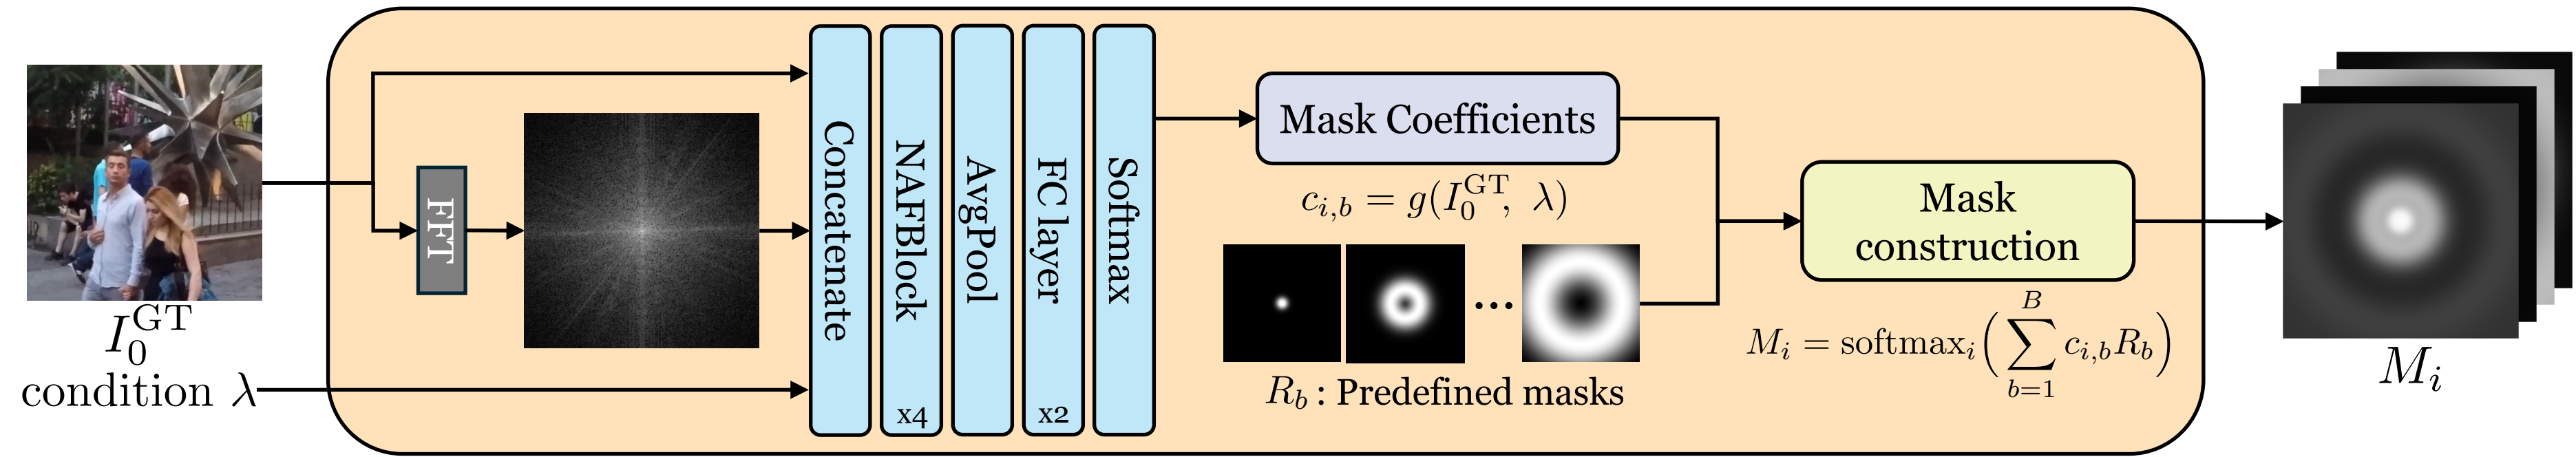 I_0^GT
condition λ
FFT
Concatenate
NAFBlock
x4
AvgPool
FC layer
x2
Softmax
Mask Coefficients
c_{i,b} = g(I_0^GT, λ)
...
R_b : Predefined masks
Mask
construction
M_i = softmax_i( ∑_{b=1}^{B} c_{i,b} R_b )
M_i